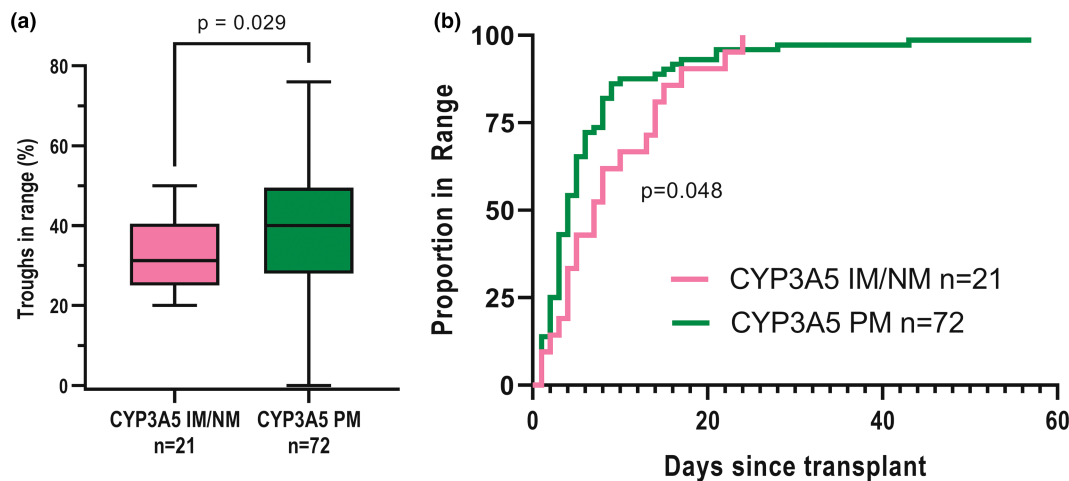 (a)
p = 0.029
Troughs in range (%)
80
60
40
20
0
CYP3A5 IM/NM
n=21
CYP3A5 PM
n=72
(b)
Proportion in Range
100
75
50
25
0
p=0.048
CYP3A5 IM/NM n=21
CYP3A5 PM n=72
0
20
40
60
Days since transplant